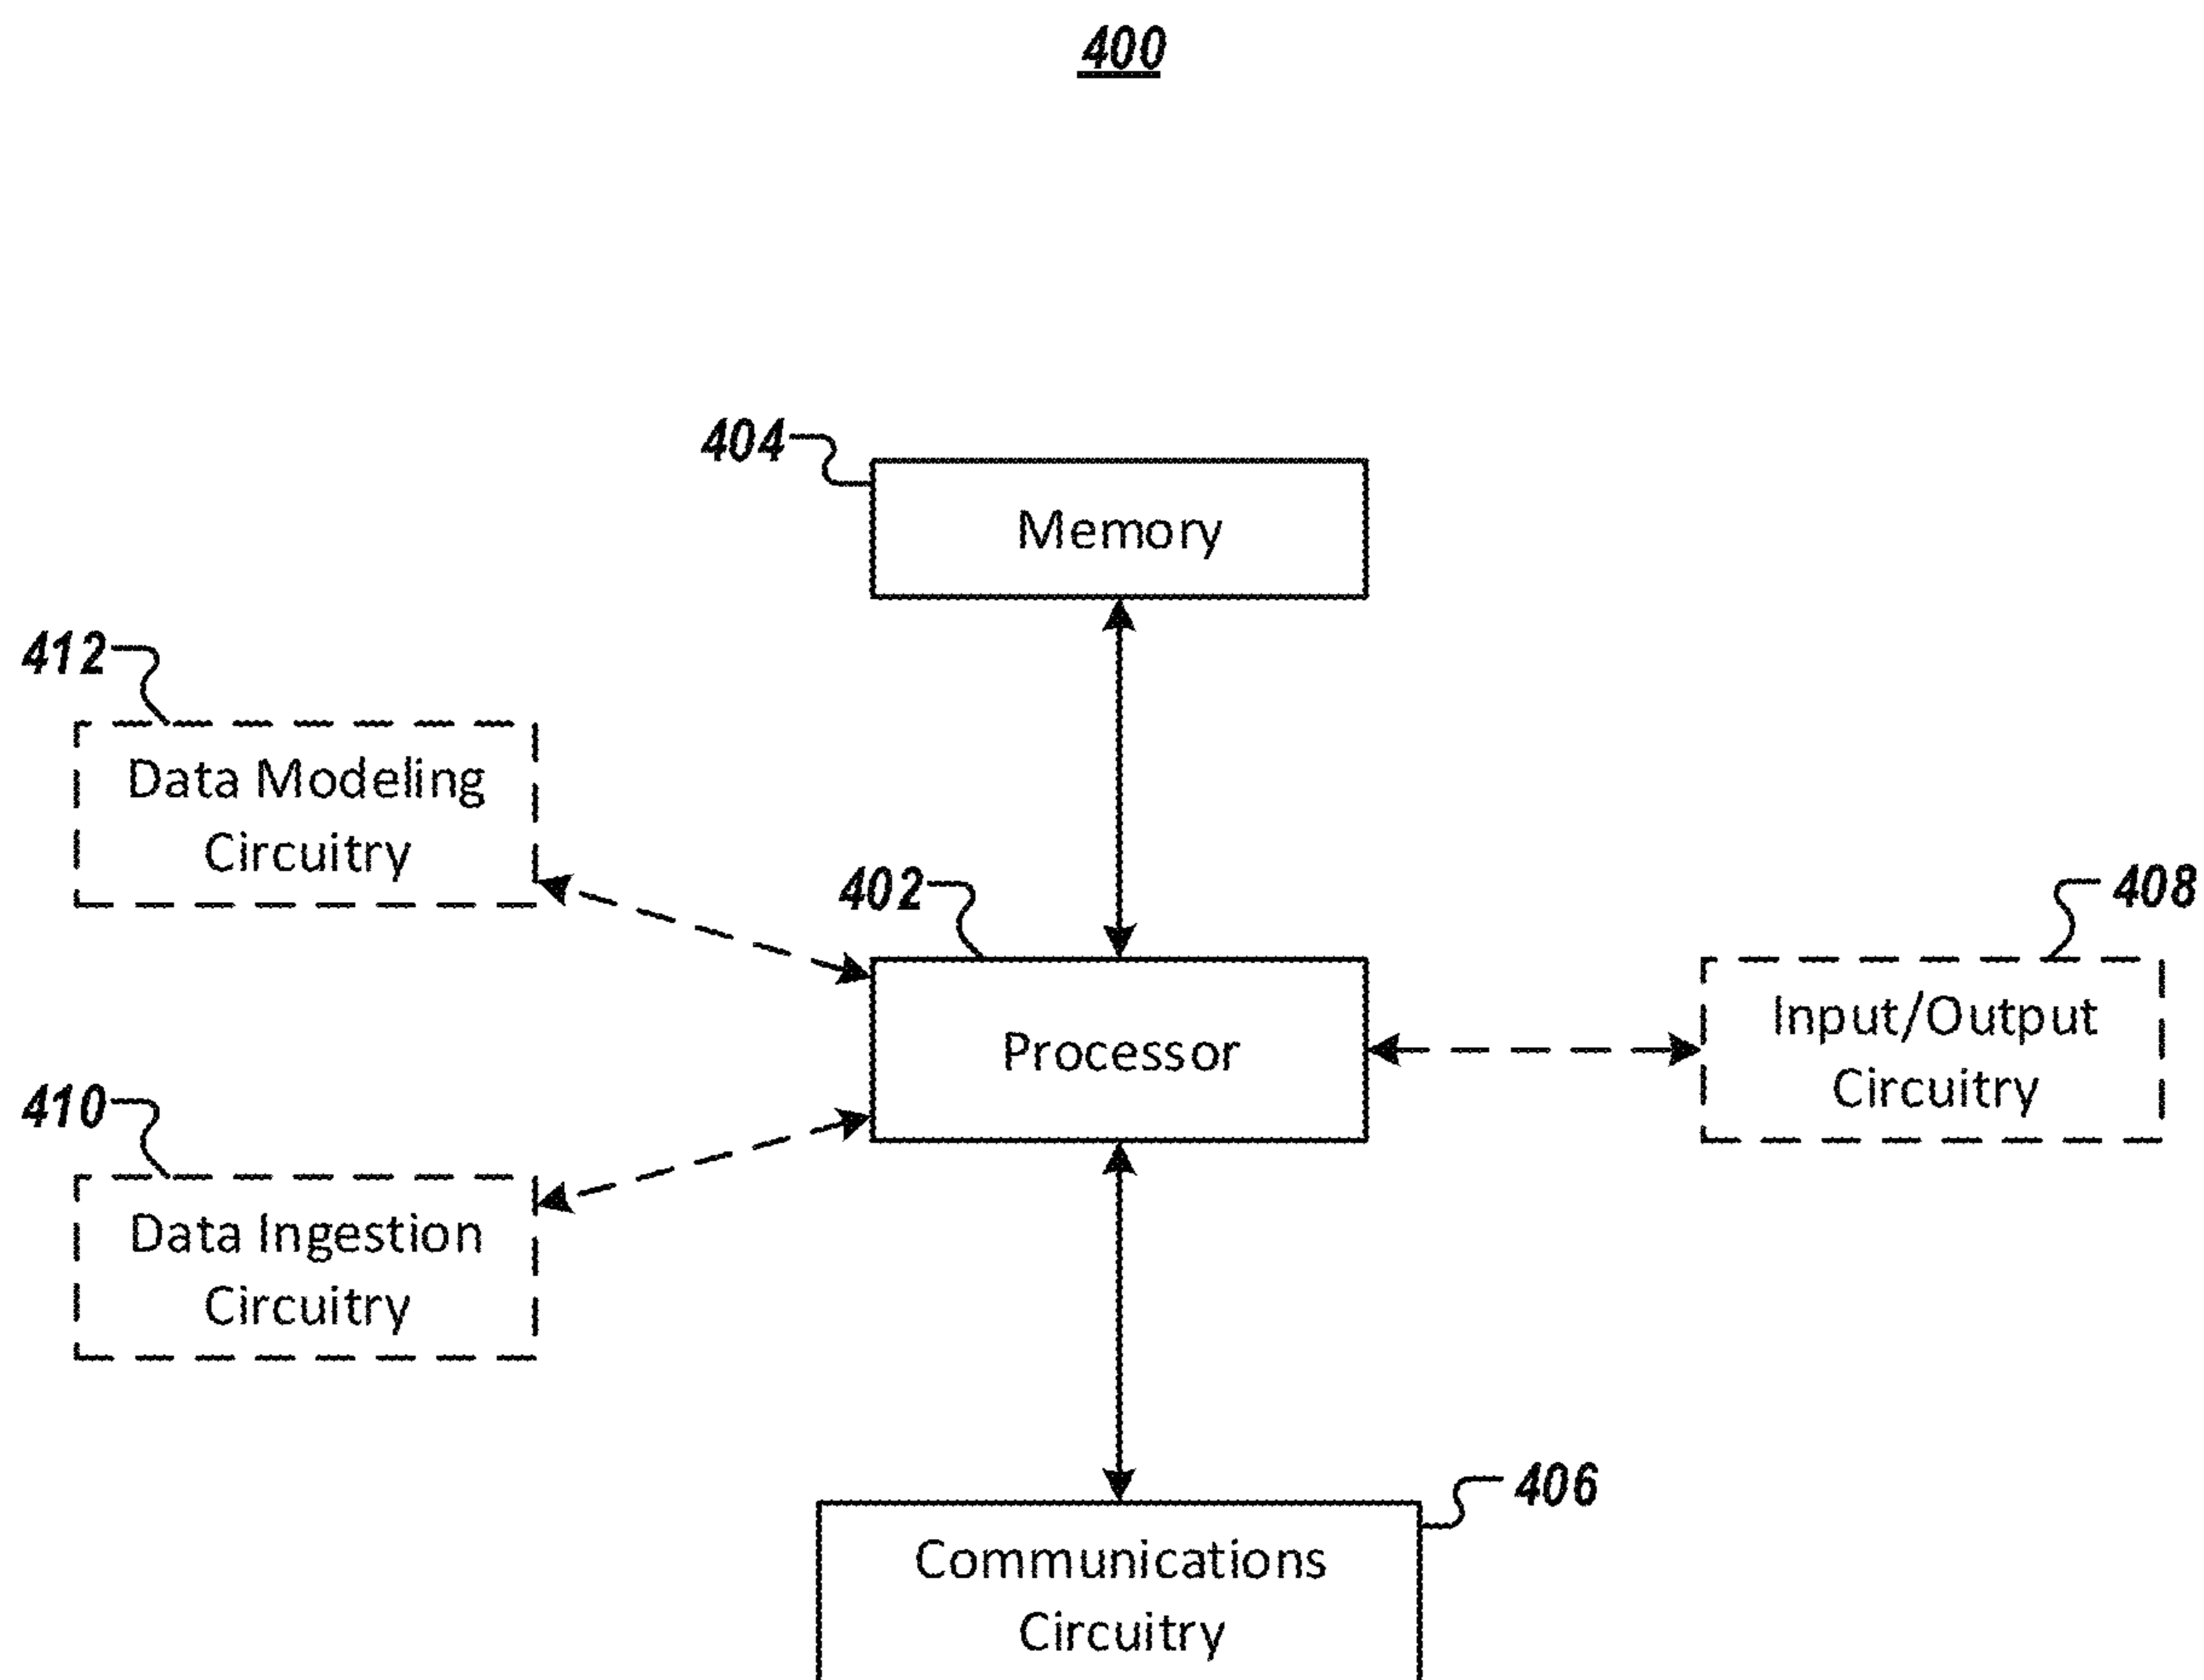 400
404
Memory
412
Data Modeling
Circuitry
402
408
Processor
Input/Output
Circuitry
410
Data Ingestion
Circuitry
406
Communications
Circuitry